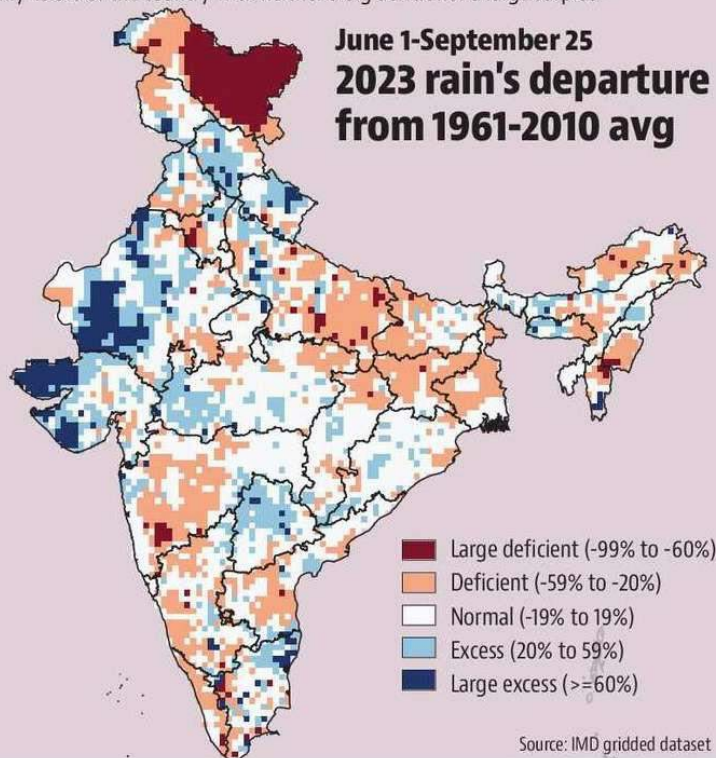 June 1-September 25
2023 rain's departure
from 1961-2010 avg
Large deficient (-99% to -60%)
Deficient (-59% to -20%)
Normal (-19% to 19%)
Excess (20% to 59%)
Large excess (>=60%)
Source: IMD gridded dataset